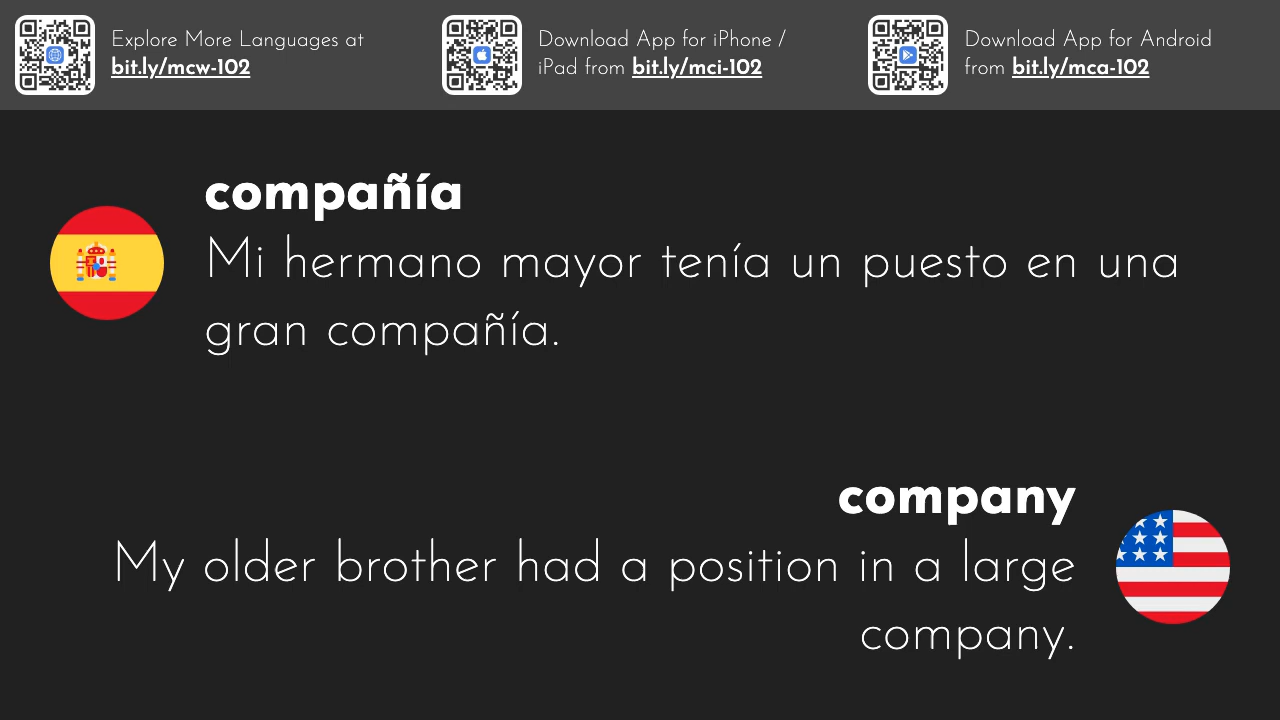 Explore More Languages at
bit.ly/mcw-102
Download App for iPhone /
iPad from bit.ly/mci-102
Download App for Android
from bit.ly/mca-102
compañía
Mi hermano mayor tenía un puesto en una
gran compañía.
company
My older brother had a position in a large
company.